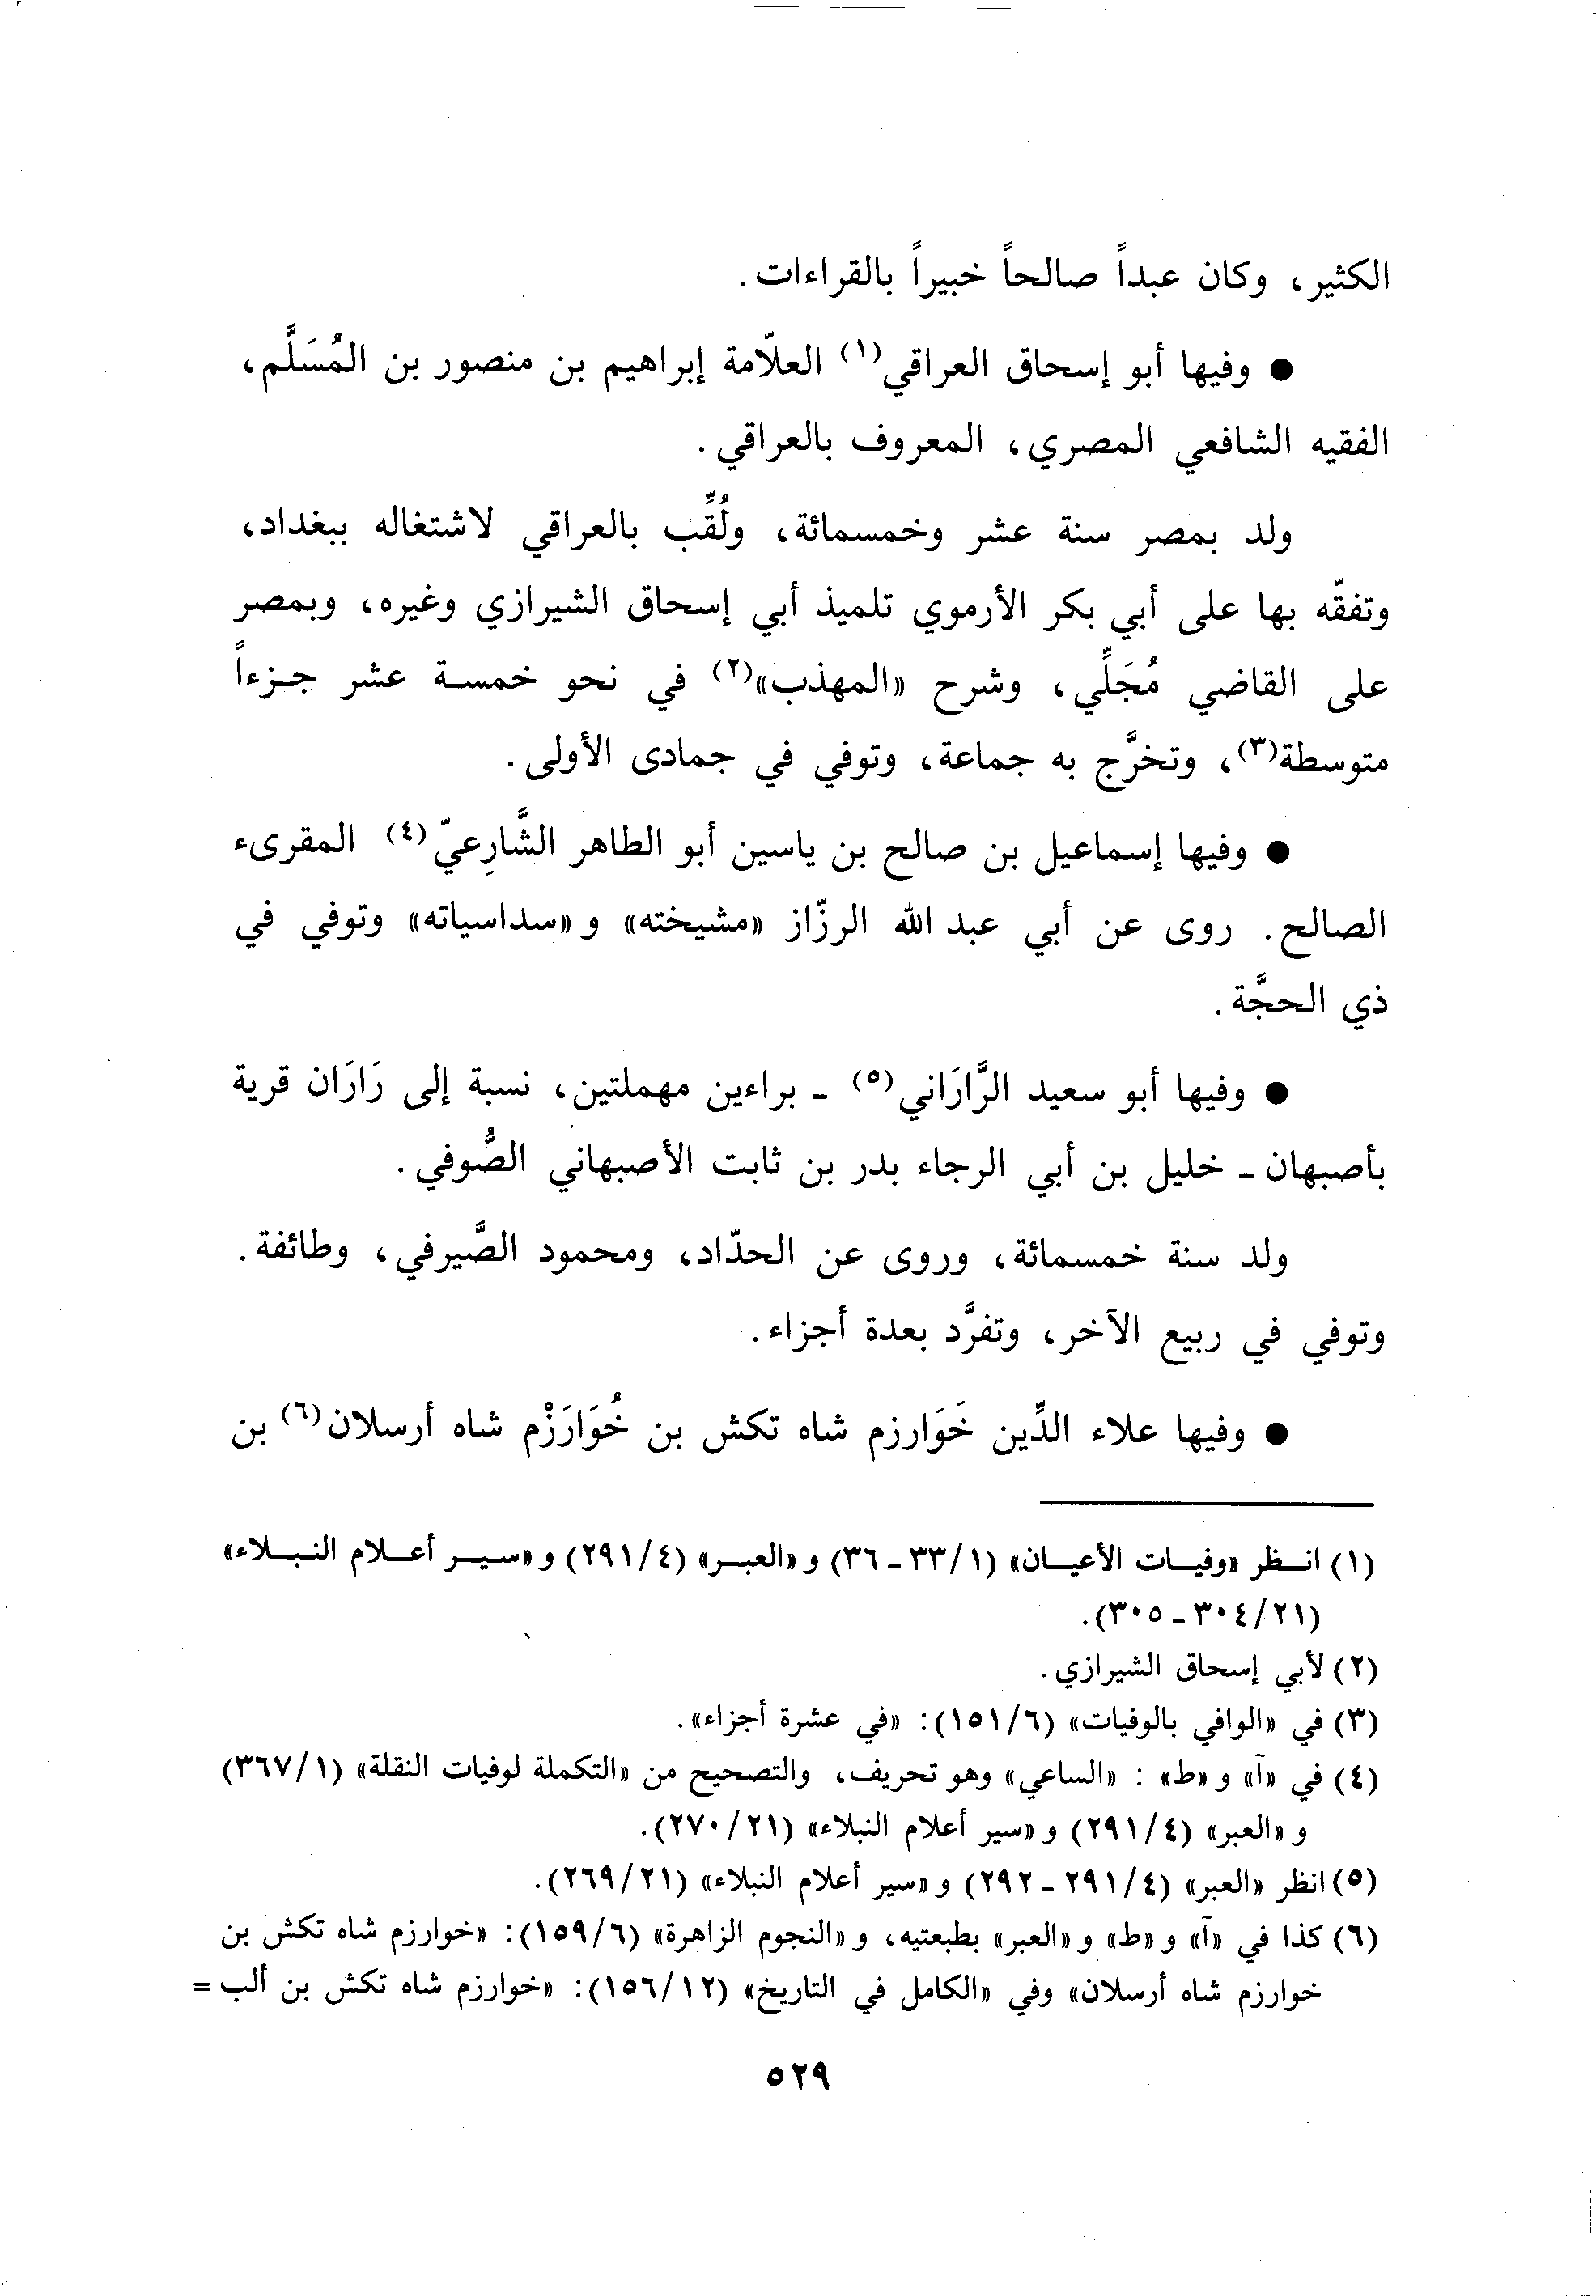 الكثير، وكان عبداً صالحاً خبيراً بالقراءات.
● وفيها أبو إسحاق العراقي(١) العلّامة إبراهيم بن منصور بن المُسَلَّم،
الفقيه الشافعي المصري، المعروف بالعراقي.
ولد بمصر سنة عشر وخمسمائة، ولُقِّب بالعراقي لاشتغاله ببغداد،
وتفقّه بها على أبي بكر الأرموي تلميذ أبي إسحاق الشيرازي وغيره، وبمصر
على القاضي مُجَلِّي، وشرح «المهذب»(٢) في نحو خمسة عشر جزءاً
متوسطة(٣)، وتخرَّج به جماعة، وتوفي في جمادى الأولى.
● وفيها إسماعيل بن صالح بن ياسين أبو الطاهر الشَّارِعيّ(٤) المقرىء
الصالح. روى عن أبي عبد الله الرزّاز «مشيخته» و «سداسياته» وتوفي في
ذي الحجَّة.
● وفيها أبو سعيد الرَّارَاني(٥) - براءين مهملتين، نسبة إلى رَارَان قرية
بأصبهان - خليل بن أبي الرجاء بدر بن ثابت الأصبهاني الصُّوفي.
ولد سنة خمسمائة، وروى عن الحدّاد، ومحمود الصَّيرفي، وطائفة.
وتوفي في ربيع الآخر، وتفرَّد بعدة أجزاء.
● وفيها علاء الدِّين خَوَارزم شاه تكش بن خُوَارَزْم شاه أرسلان(٦) بن
(١) انظر «وفيات الأعيان» (١/٣٣ - ٣٦) و «العبر» (٤/٢٩١) و «سير أعلام النبلاء»
(٢١/٣٠٤ - ٣٠٥).
(٢) لأبي إسحاق الشيرازي.
(٣) في «الوافي بالوفيات» (٦/١٥١): «في عشرة أجزاء».
(٤) في «آ» و «ط» : «الساعي» وهو تحريف، والتصحيح من «التكملة لوفيات النقلة» (١/٣٦٧)
و «العبر» (٤/٢٩١) و «سير أعلام النبلاء» (٢١/٢٧٠).
(٥) انظر «العبر» (٤/٢٩١ - ٢٩٢) و «سير أعلام النبلاء» (٢١/٢٦٩).
(٦) كذا في «آ» و «ط» و «العبر» بطبعتيه، و «النجوم الزاهرة» (٦/١٥٩): «خوارزم شاه تكش بن
خوارزم شاه أرسلان» وفي «الكامل في التاريخ» (١٢/١٥٦): «خوارزم شاه تكش بن ألب =
٥٢٩